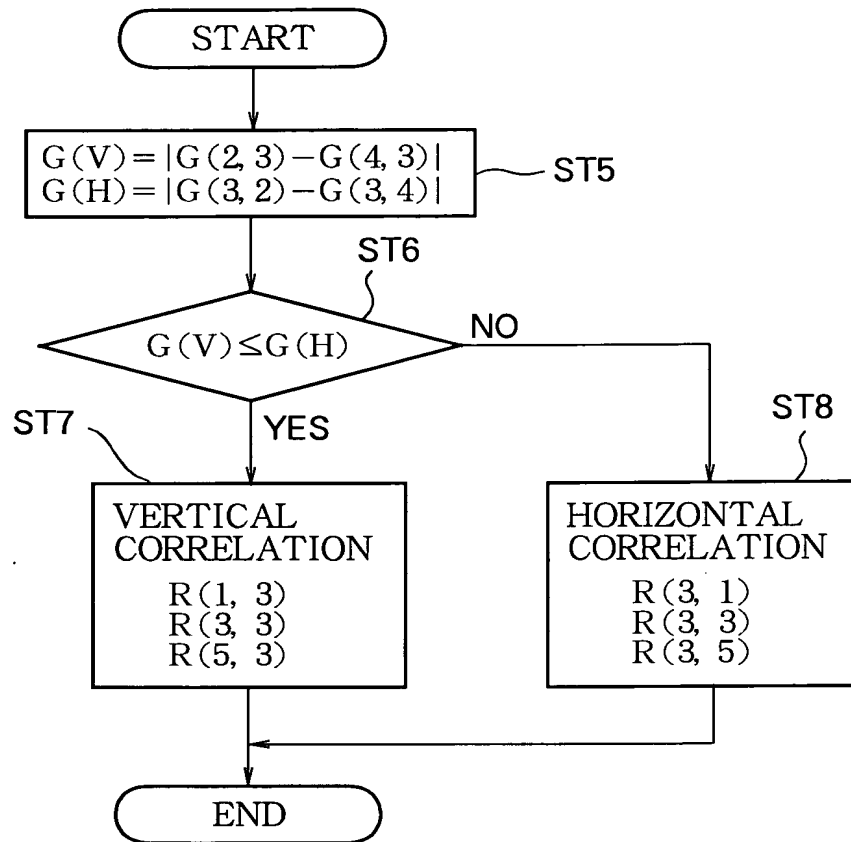 START
G(V)=|G(2, 3)−G(4, 3)|
G(H)=|G(3, 2)−G(3, 4)|
ST5
ST6
G(V)≤G(H)
NO
YES
ST7
ST8
VERTICAL
CORRELATION
R(1, 3)
R(3, 3)
R(5, 3)
HORIZONTAL
CORRELATION
R(3, 1)
R(3, 3)
R(3, 5)
END